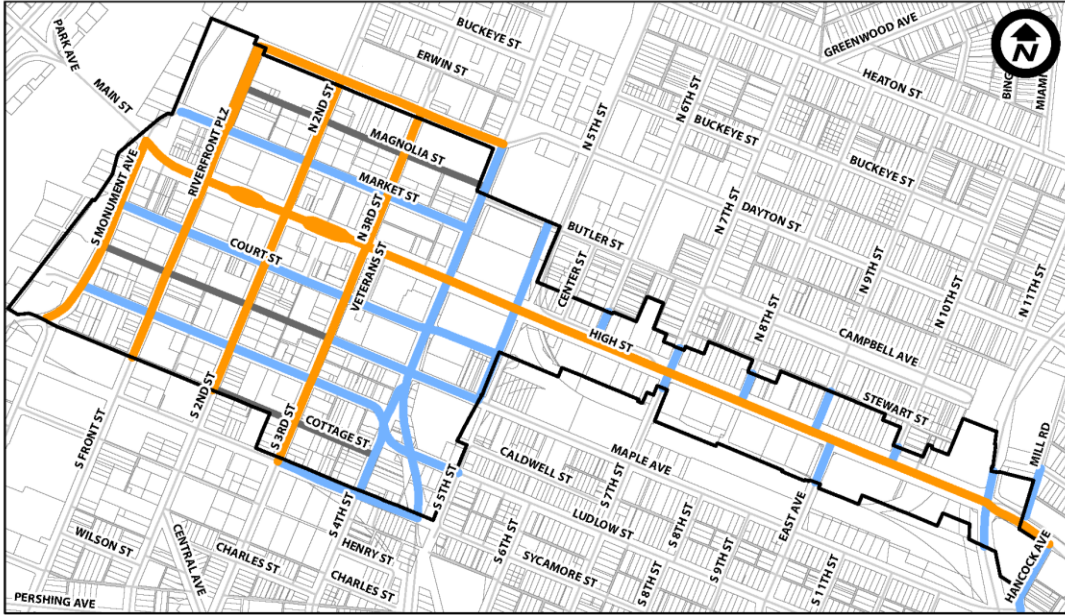 BUCKEYE ST
GREENWOOD AVE
N
PARK AVE
ERWIN ST
HEATON ST
MAIN ST
N 2ND ST
N 5TH ST
N 6TH ST
BUCKEYE ST
MIAMI
RIVERFRONT PLZ
MAGNOLIA ST
BUCKEYE ST
S MONUMENT AVE
MARKET ST
N 3RD ST
N 7TH ST
DAYTON ST
COURT ST
BUTLER ST
VETERANS ST
CENTER ST
N 9TH ST
N 10TH ST
N 11TH ST
HIGH ST
N 8TH ST
CAMPBELL AVE
S 2ND ST
STEWART ST
S FRONT ST
S 3RD ST
COTTAGE ST
MILL RD
CALDWELL ST
MAPLE AVE
S 4TH ST
S 5TH ST
S 7TH ST
EAST AVE
LUDLOW ST
S 8TH ST
WILSON ST
CENTRAL AVE
CHARLES ST
HENRY ST
S 6TH ST
SYCAMORE ST
S 9TH ST
S 11TH ST
HANCOCK AVE
CHARLES ST
S 8TH ST
PERSHING AVE